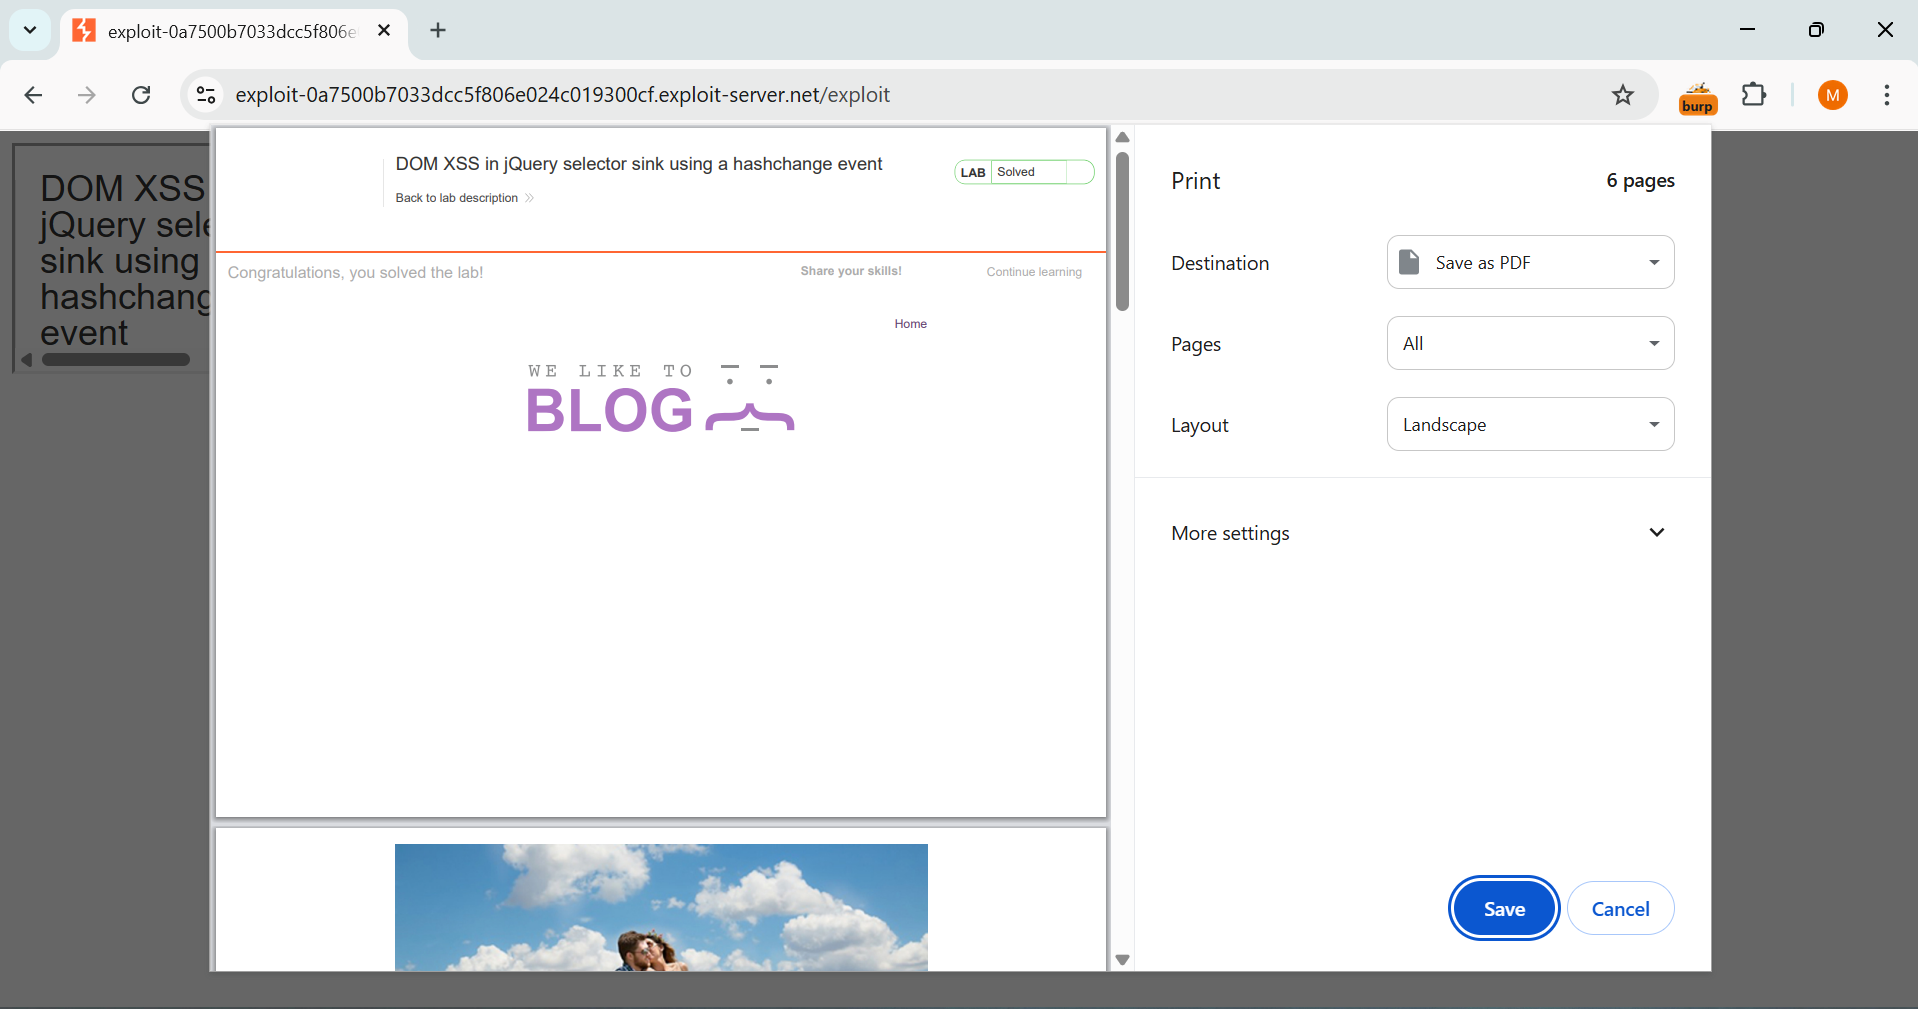 exploit-0a7500b7033dcc5f806e
exploit-0a7500b7033dcc5f806e024c019300cf.exploit-server.net/exploit
burp
M
DOM XSS
jQuery sele
sink using
hashchang
event
DOM XSS in jQuery selector sink using a hashchange event
Back to lab description
LAB Solved
Congratulations, you solved the lab!
Share your skills!
Continue learning
Home
WE LIKE TO
BLOG
Print
6 pages
Destination
Save as PDF
Pages
All
Layout
Landscape
More settings
Save
Cancel